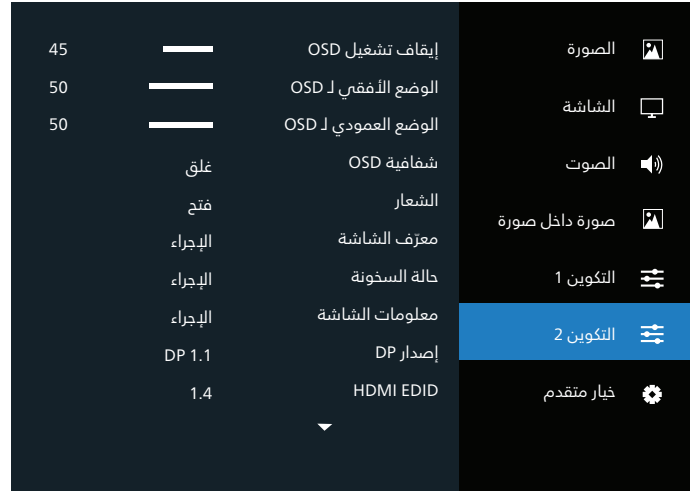 الصورة
الشاشة
الصوت
صورة داخل صورة
التكوين 1
التكوين 2
خيار متقدم
إيقاف تشغيل OSD 45
الوضع الأفقي لـ OSD 50
الوضع العمودي لـ OSD 50
شفافية OSD غلق
الشعار فتح
معرّف الشاشة الإجراء
حالة السخونة الإجراء
معلومات الشاشة الإجراء
إصدار DP DP 1.1
HDMI EDID 1.4